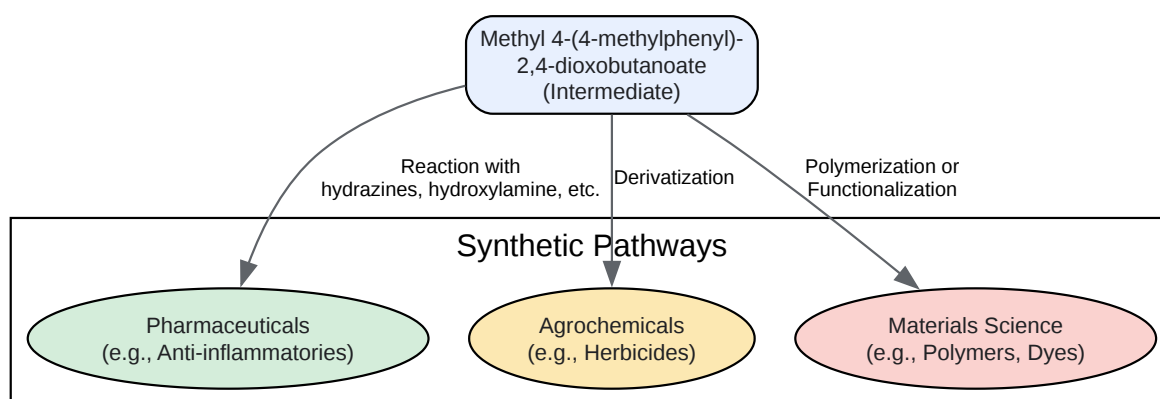 Methyl 4-(4-methylphenyl)-
2,4-dioxobutanoate
(Intermediate)
Reaction with
hydrazines, hydroxylamine, etc.
Derivatization
Polymerization or
Functionalization
Synthetic Pathways
Pharmaceuticals
(e.g., Anti-inflammatories)
Agrochemicals
(e.g., Herbicides)
Materials Science
(e.g., Polymers, Dyes)